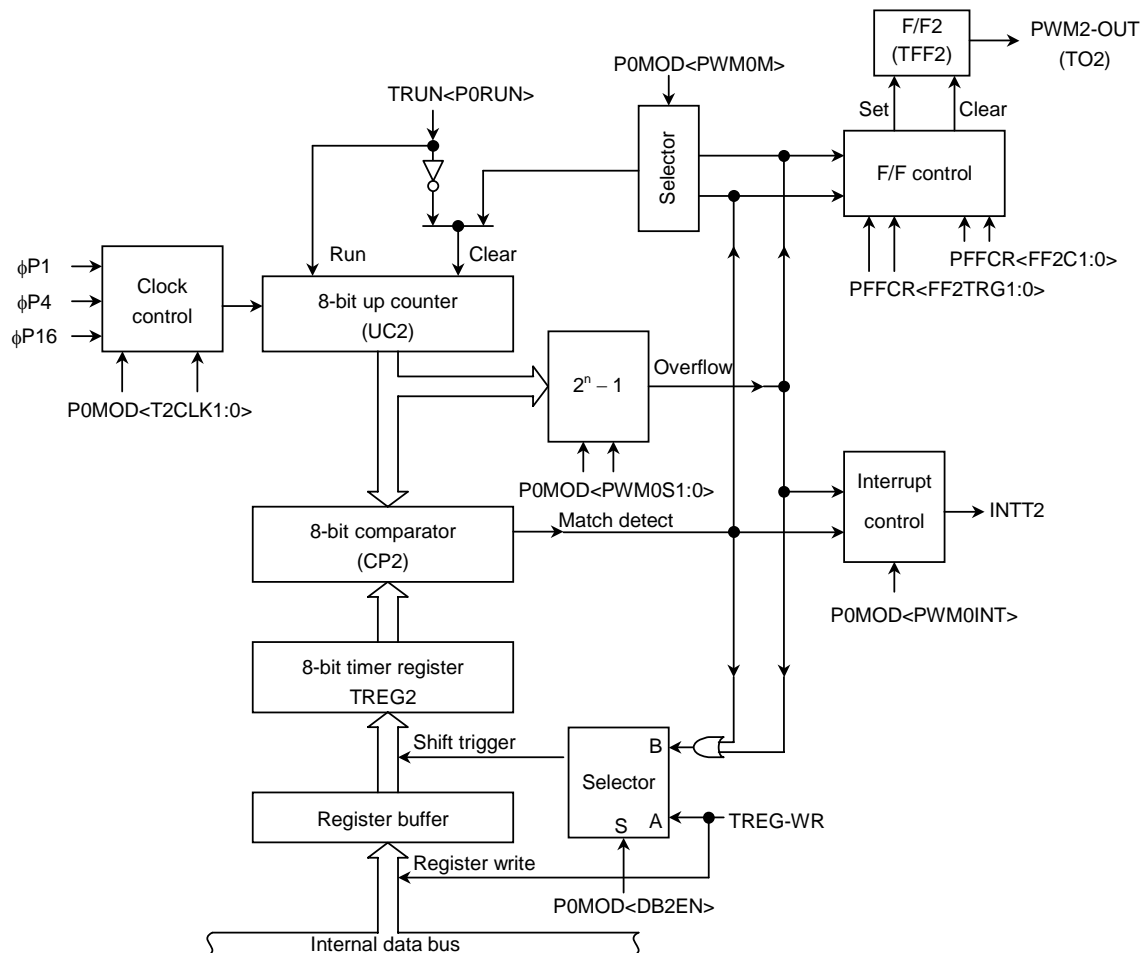 F/F2
(TFF2)
PWM2-OUT
(TO2)
P0MOD<PWM0M>
TRUN<P0RUN>
Set
Clear
Selector
F/F control
Run
Clear
PFFCR<FF2C1:0>
PFFCR<FF2TRG1:0>
ϕP1
ϕP4
ϕP16
Clock
control
8-bit up counter
(UC2)
2ⁿ − 1
Overflow
P0MOD<T2CLK1:0>
P0MOD<PWM0S1:0>
Interrupt
control
INTT2
8-bit comparator
(CP2)
Match detect
P0MOD<PWM0INT>
8-bit timer register
TREG2
Shift trigger
B
Selector
A
S
TREG-WR
Register buffer
Register write
P0MOD<DB2EN>
Internal data bus